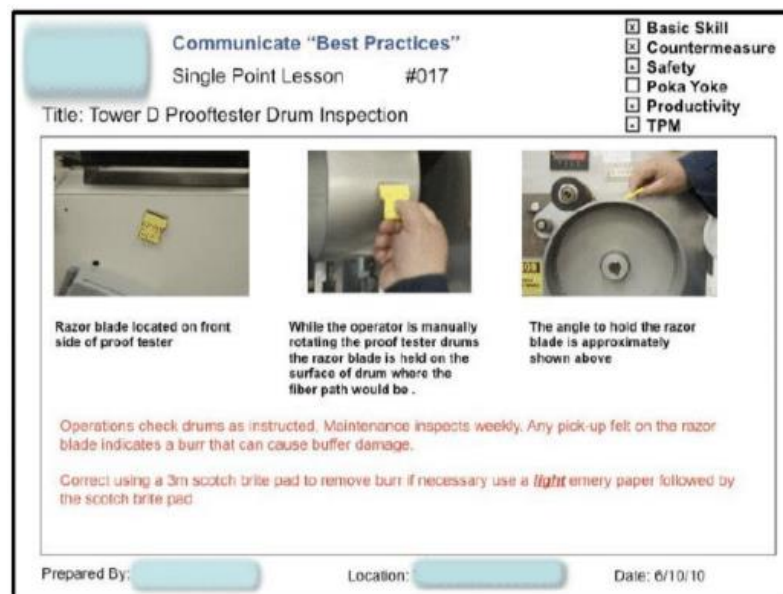 Communicate “Best Practices”
Single Point Lesson #017
Title: Tower D Prooftester Drum Inspection
Basic Skill
Countermeasure
Safety
Poka Yoke
Productivity
TPM
Razor blade located on front
side of proof tester
While the operator is manually
rotating the proof tester drums
the razor blade is held on the
surface of drum where the
fiber path would be .
The angle to hold the razor
blade is approximately
shown above
Operations check drums as instructed. Maintenance inspects weekly. Any pick-up felt on the razor
blade indicates a burr that can cause buffer damage.
Correct using a 3m scotch brite pad to remove burr if necessary use a light emery paper followed by
the scotch brite pad
Prepared By:
Location:
Date: 6/10/10